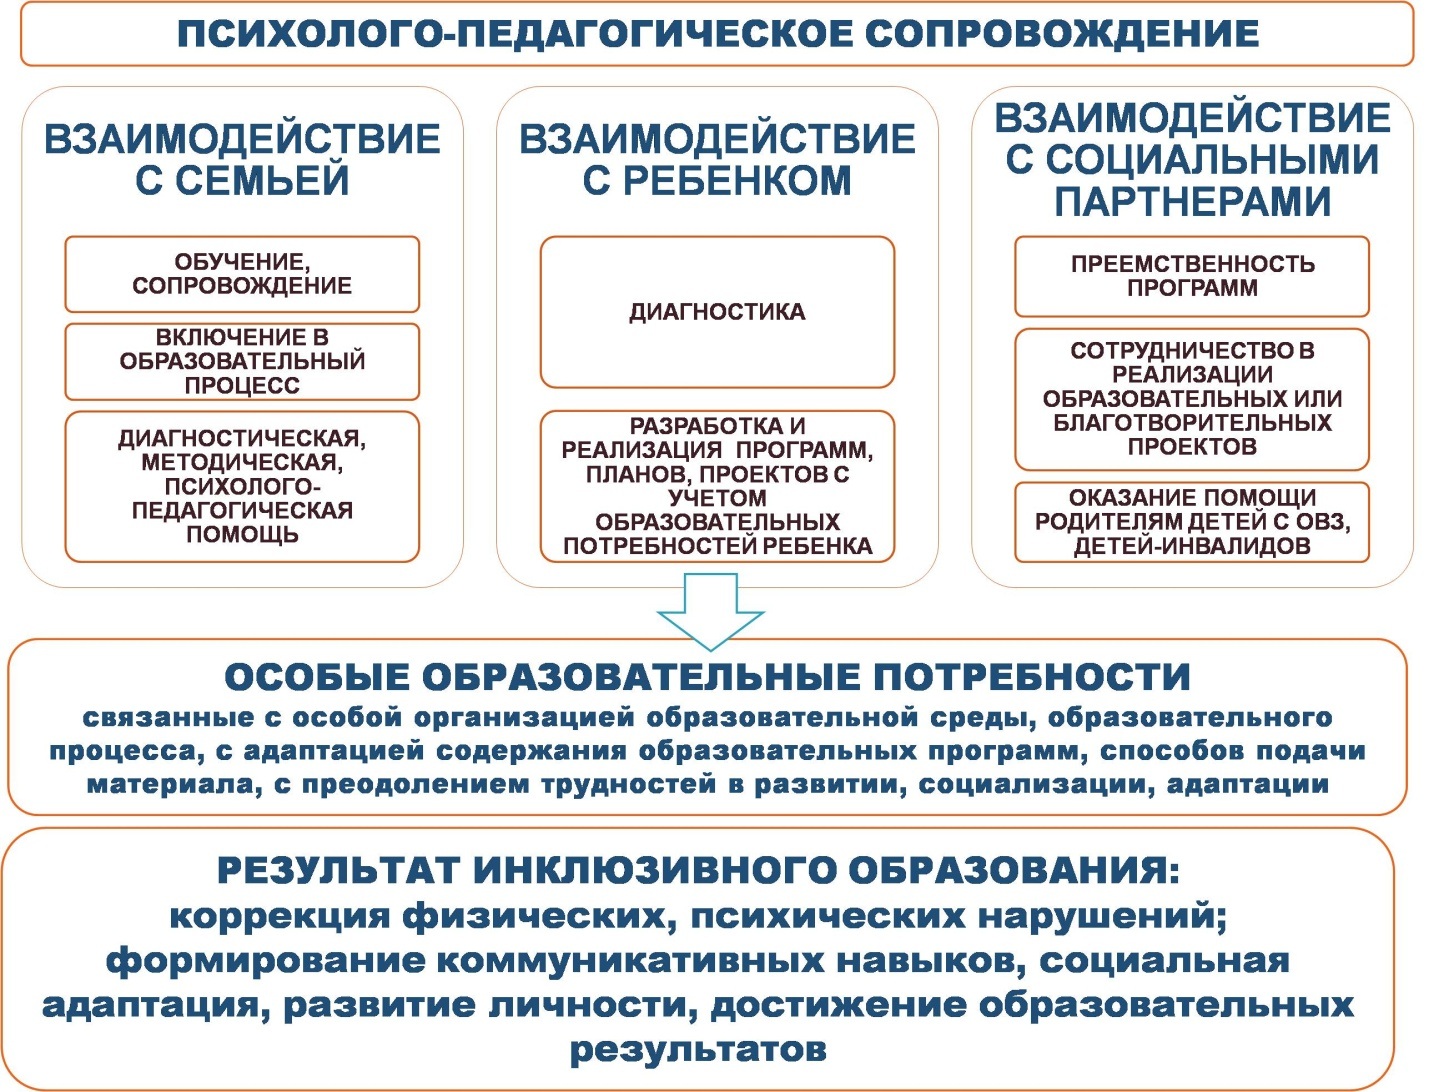 ПСИХОЛОГО-ПЕДАГОГИЧЕСКОЕ СОПРОВОЖДЕНИЕ
ВЗАИМОДЕЙСТВИЕ
С СЕМЬЕЙ
ОБУЧЕНИЕ,
СОПРОВОЖДЕНИЕ
ВКЛЮЧЕНИЕ В
ОБРАЗОВАТЕЛЬНЫЙ
ПРОЦЕСС
ДИАГНОСТИЧЕСКАЯ,
МЕТОДИЧЕСКАЯ,
ПСИХОЛОГО-
ПЕДАГОГИЧЕСКАЯ
ПОМОЩЬ
ВЗАИМОДЕЙСТВИЕ
С РЕБЕНКОМ
ДИАГНОСТИКА
РАЗРАБОТКА И
РЕАЛИЗАЦИЯ ПРОГРАММ,
ПЛАНОВ, ПРОЕКТОВ С
УЧЕТОМ
ОБРАЗОВАТЕЛЬНЫХ
ПОТРЕБНОСТЕЙ РЕБЕНКА
ВЗАИМОДЕЙСТВИЕ
С СОЦИАЛЬНЫМИ
ПАРТНЕРАМИ
ПРЕЕМСТВЕННОСТЬ
ПРОГРАММ
СОТРУДНИЧЕСТВО В
РЕАЛИЗАЦИИ
ОБРАЗОВАТЕЛЬНЫХ ИЛИ
БЛАГОТВОРИТЕЛЬНЫХ
ПРОЕКТОВ
ОКАЗАНИЕ ПОМОЩИ
РОДИТЕЛЯМ ДЕТЕЙ С ОВЗ,
ДЕТЕЙ-ИНВАЛИДОВ
ОСОБЫЕ ОБРАЗОВАТЕЛЬНЫЕ ПОТРЕБНОСТИ
связанные с особой организацией образовательной среды, образовательного
процесса, с адаптацией содержания образовательных программ, способов подачи
материала, с преодолением трудностей в развитии, социализации, адаптации
РЕЗУЛЬТАТ ИНКЛЮЗИВНОГО ОБРАЗОВАНИЯ:
коррекция физических, психических нарушений;
формирование коммуникативных навыков, социальная
адаптация, развитие личности, достижение образовательных
результатов